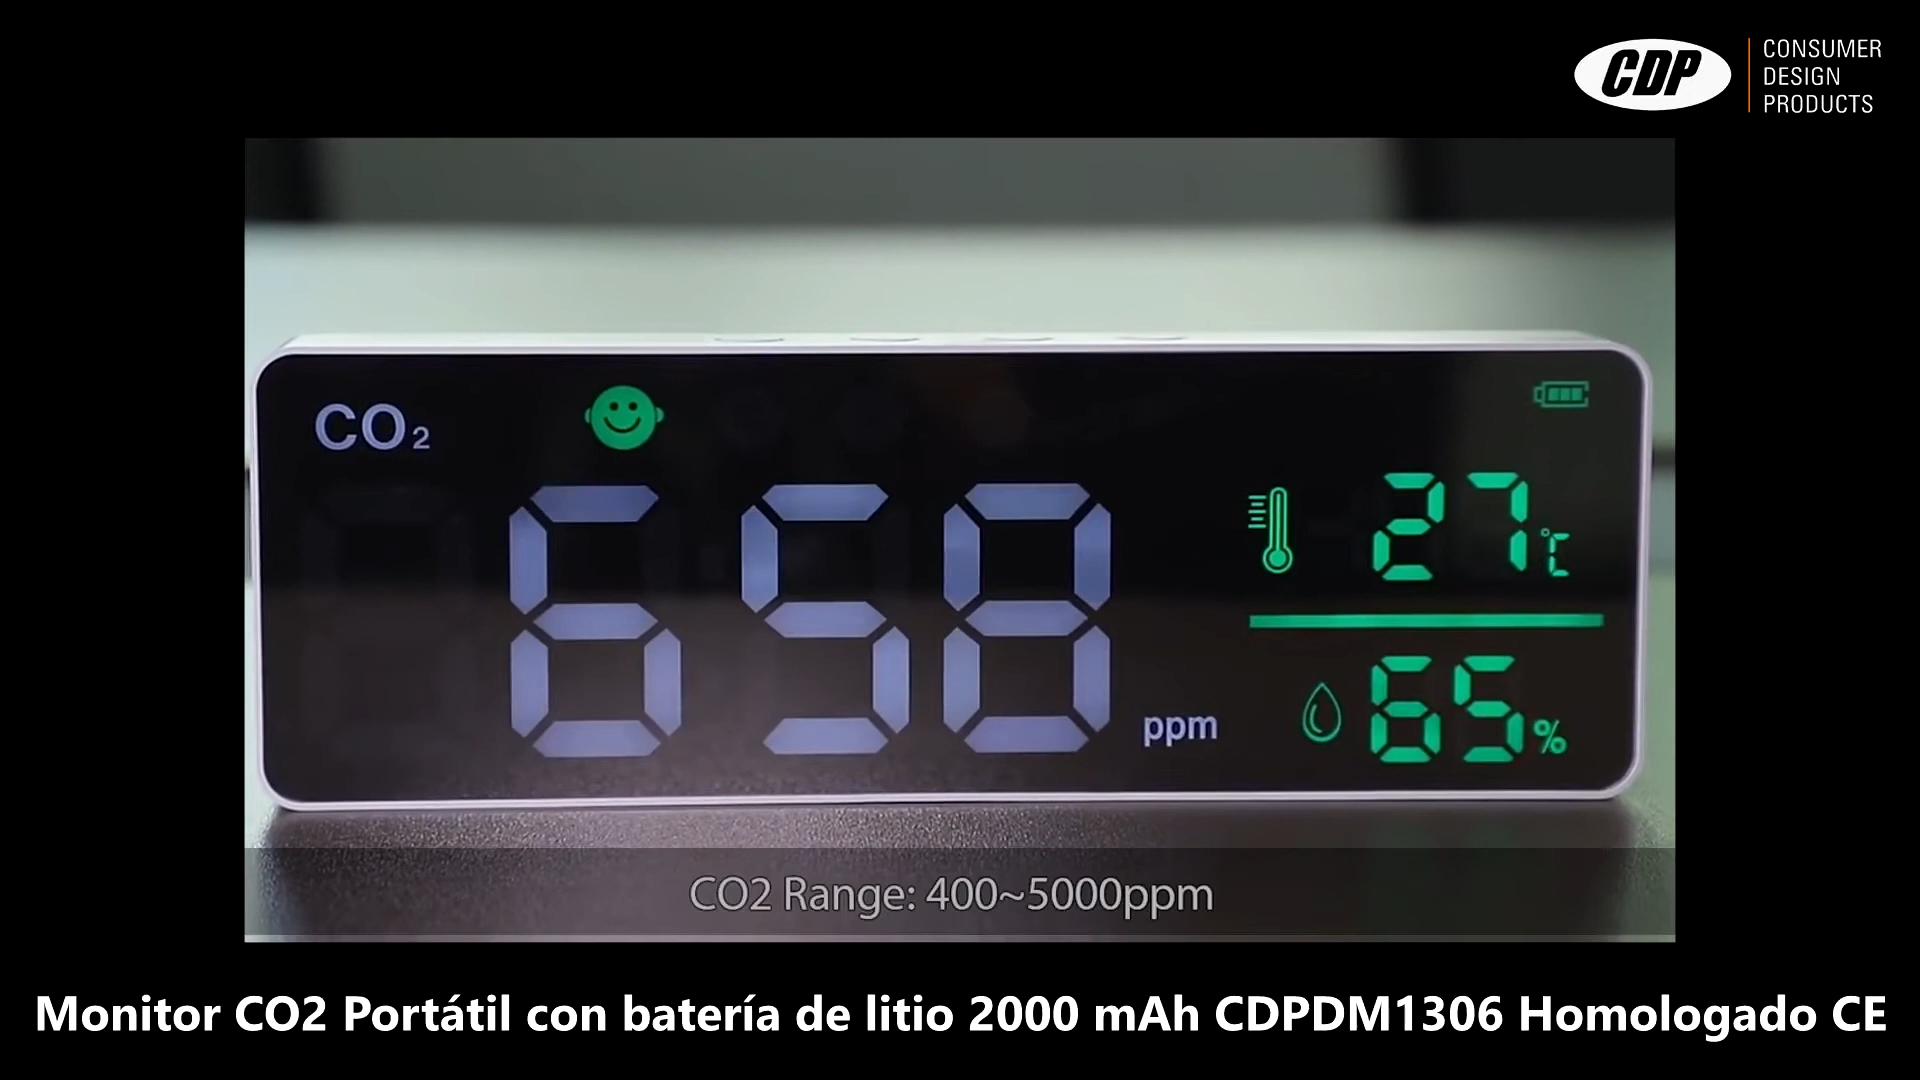 CDP
CONSUMER
DESIGN
PRODUCTS
CO₂
658 ppm
27 °C
65 %
CO2 Range: 400~5000ppm
Monitor CO2 Portátil con batería de litio 2000 mAh CDPDM1306 Homologado CE